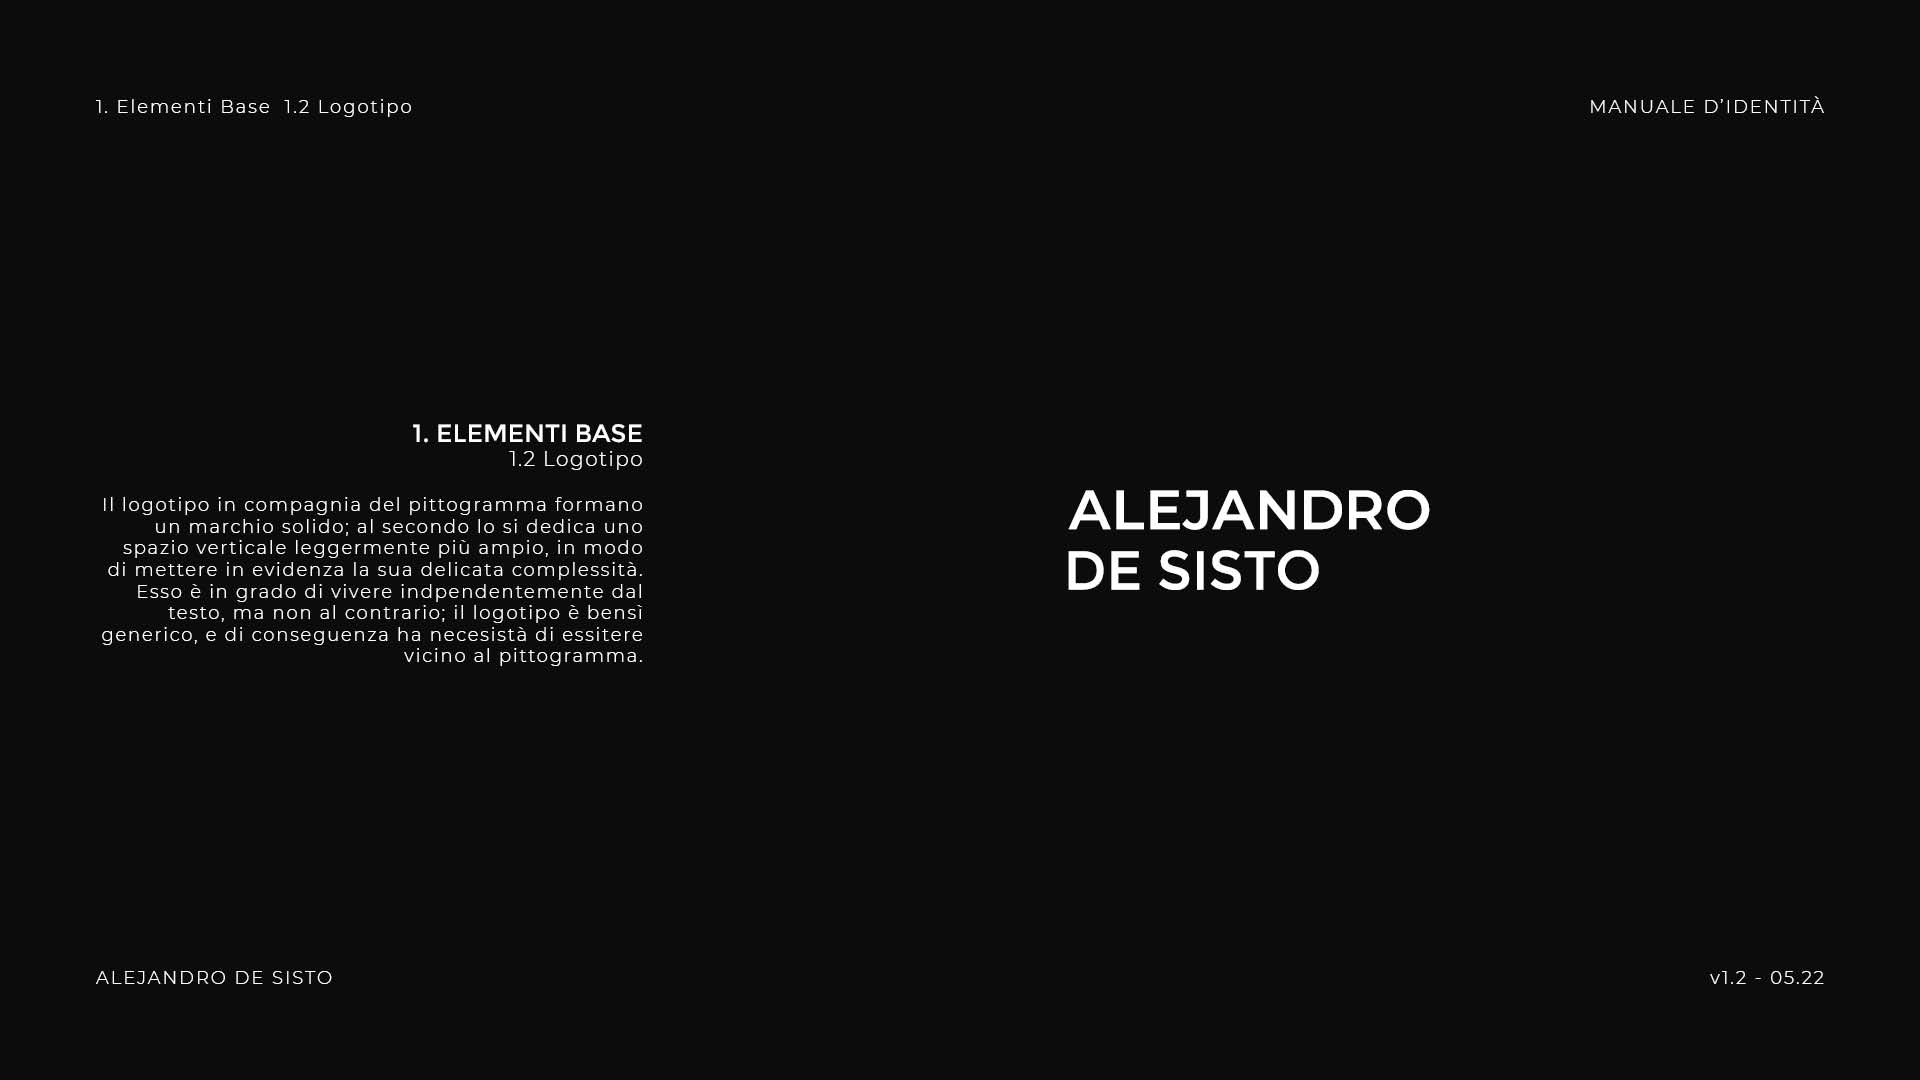 1. Elementi Base 1.2 Logotipo
MANUALE D’IDENTITÀ
1. ELEMENTI BASE
1.2 Logotipo
Il logotipo in compagnia del pittogramma formano
un marchio solido; al secondo lo si dedica uno
spazio verticale leggermente più ampio, in modo
di mettere in evidenza la sua delicata complessità.
Esso è in grado di vivere indpendentemente dal
testo, ma non al contrario; il logotipo è bensì
generico, e di conseguenza ha necesistà di essitere
vicino al pittogramma.
ALEJANDRO
DE SISTO
ALEJANDRO DE SISTO
v1.2 - 05.22